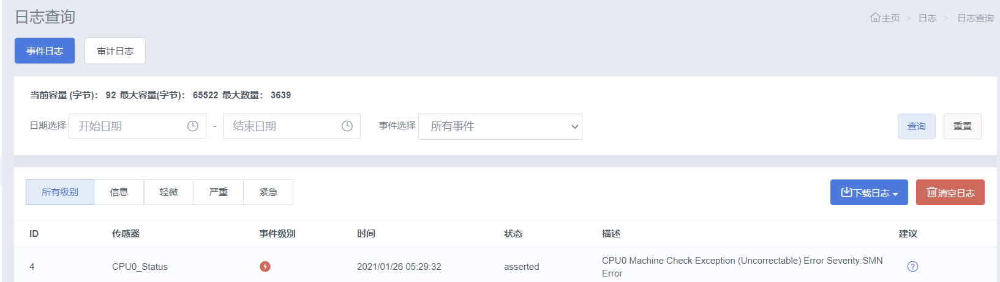 日志查询
主页 > 日志 > 日志查询
事件日志 审计日志
当前容量 (字节)： 92 最大容量(字节)： 65522 最大数量： 3639
日期选择 开始日期 - 结束日期 事件选择 所有事件 查询 重置
所有级别 信息 轻微 严重 紧急 下载日志 清空日志
ID 传感器 事件级别 时间 状态 描述 建议
4 CPU0_Status 2021/01/26 05:29:32 asserted CPU0 Machine Check Exception (Uncorrectable) Error Severity:SMN
Error